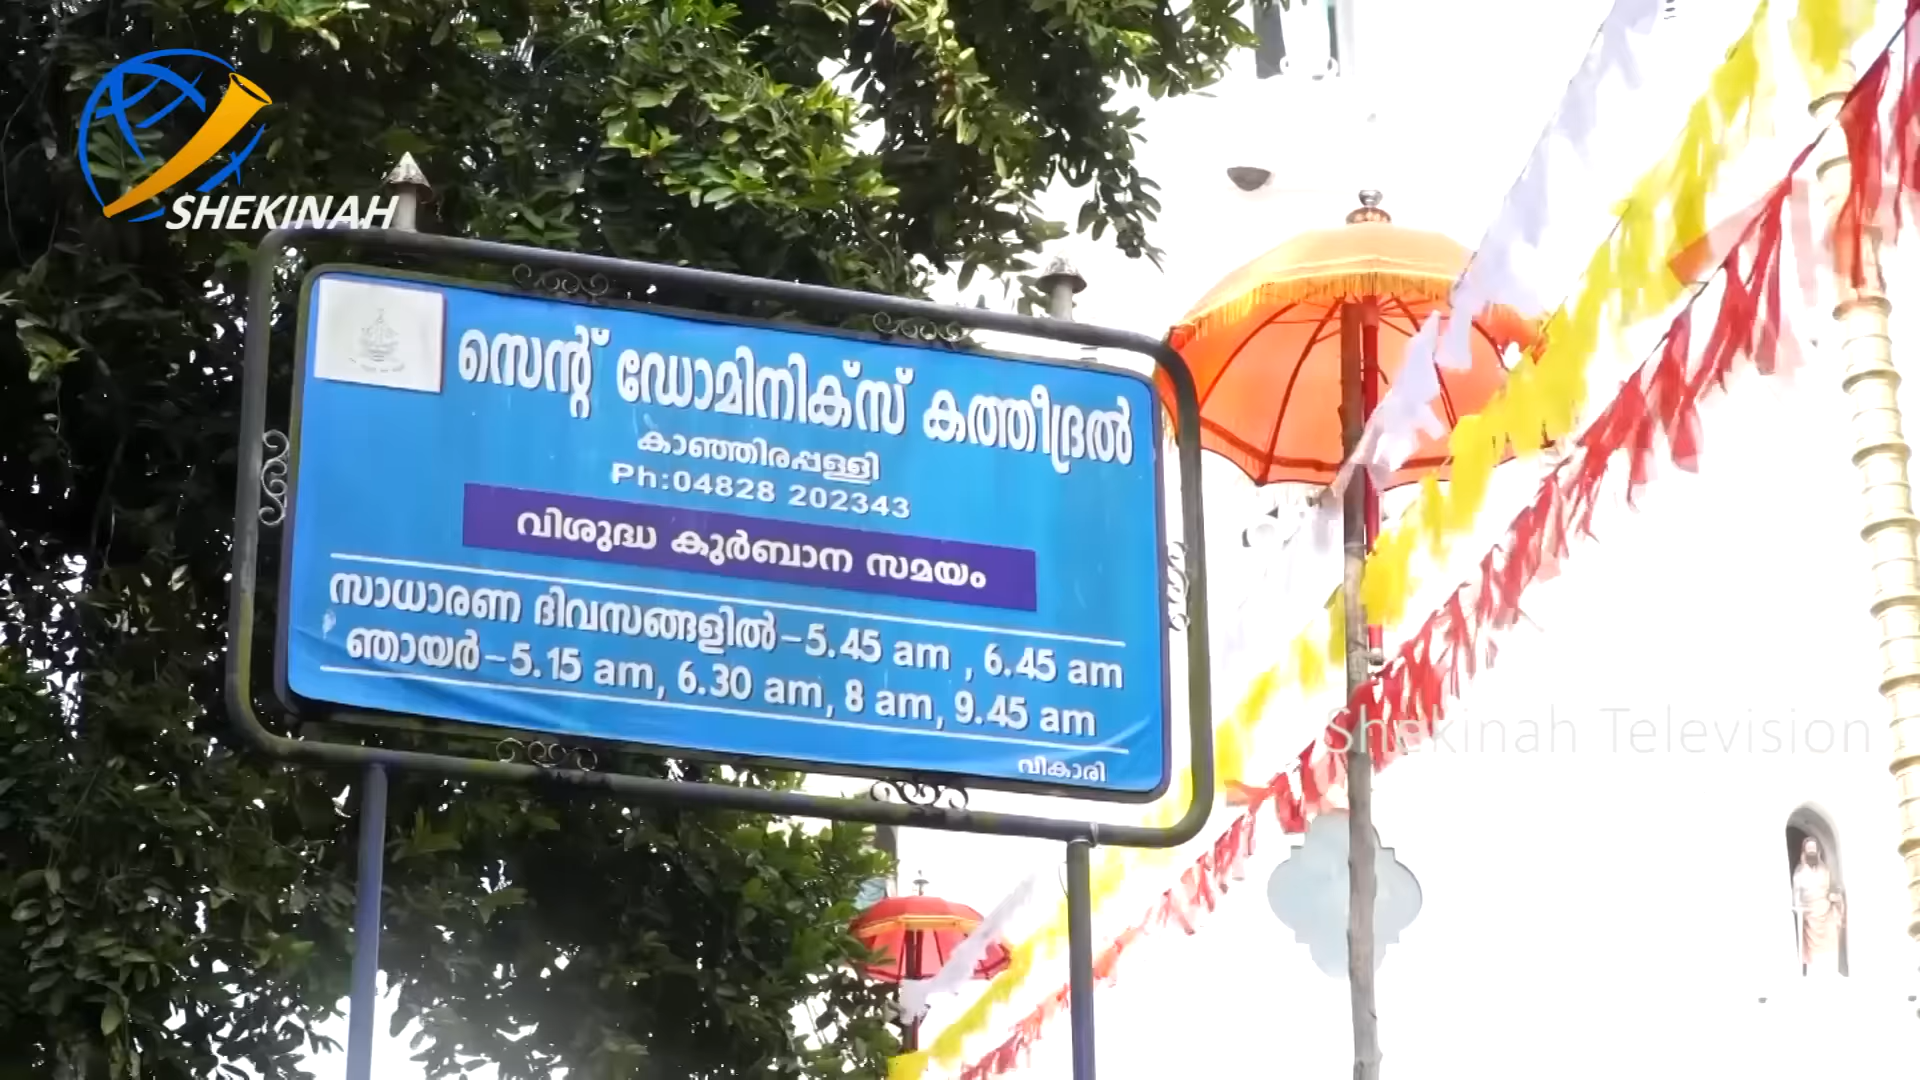 SHEKINAH
സെന്റ് ഡോമിനിക്സ് കത്തീദ്രൽ
കാഞ്ഞിരപ്പള്ളി
Ph:04828 202343
വിശുദ്ധ കുർബാന സമയം
സാധാരണ ദിവസങ്ങളിൽ – 5.45 am , 6.45 am
ഞായർ – 5.15 am, 6.30 am, 8 am, 9.45 am
വികാരി
Shekinah Television